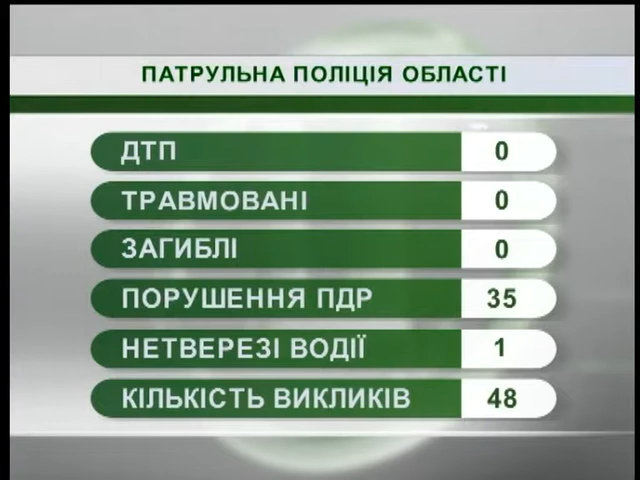 ПАТРУЛЬНА ПОЛІЦІЯ ОБЛАСТІ
ДТП 0
ТРАВМОВАНІ 0
ЗАГИБЛІ 0
ПОРУШЕННЯ ПДР 35
НЕТВЕРЕЗІ ВОДІЇ 1
КІЛЬКІСТЬ ВИКЛИКІВ 48